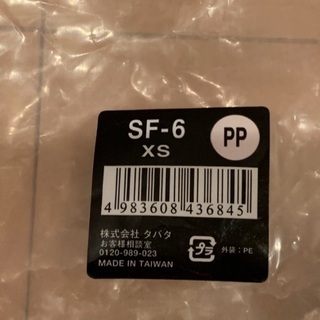 SF-6
PP
XS
4 983608 436845
株式会社 タバタ
お客様相談室
0120-989-023
MADE IN TAIWAN
プラ
外装:PE